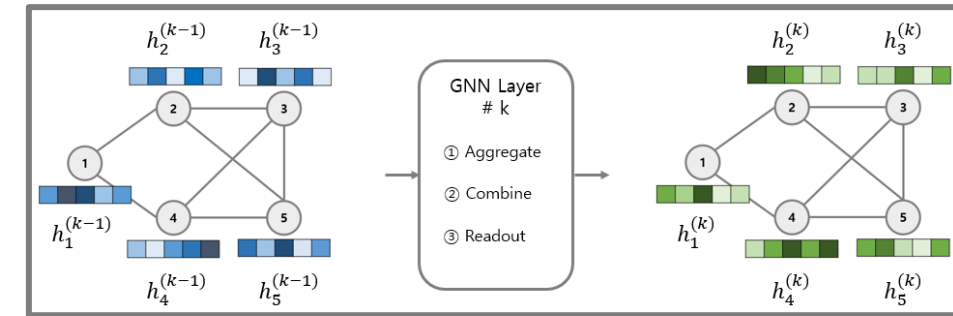 h_2^{(k-1)} h_3^{(k-1)}
2 3
1
h_1^{(k-1)}
4 5
h_4^{(k-1)} h_5^{(k-1)}
GNN Layer
# k
① Aggregate
② Combine
③ Readout
h_2^{(k)} h_3^{(k)}
2 3
1
h_1^{(k)}
4 5
h_4^{(k)} h_5^{(k)}